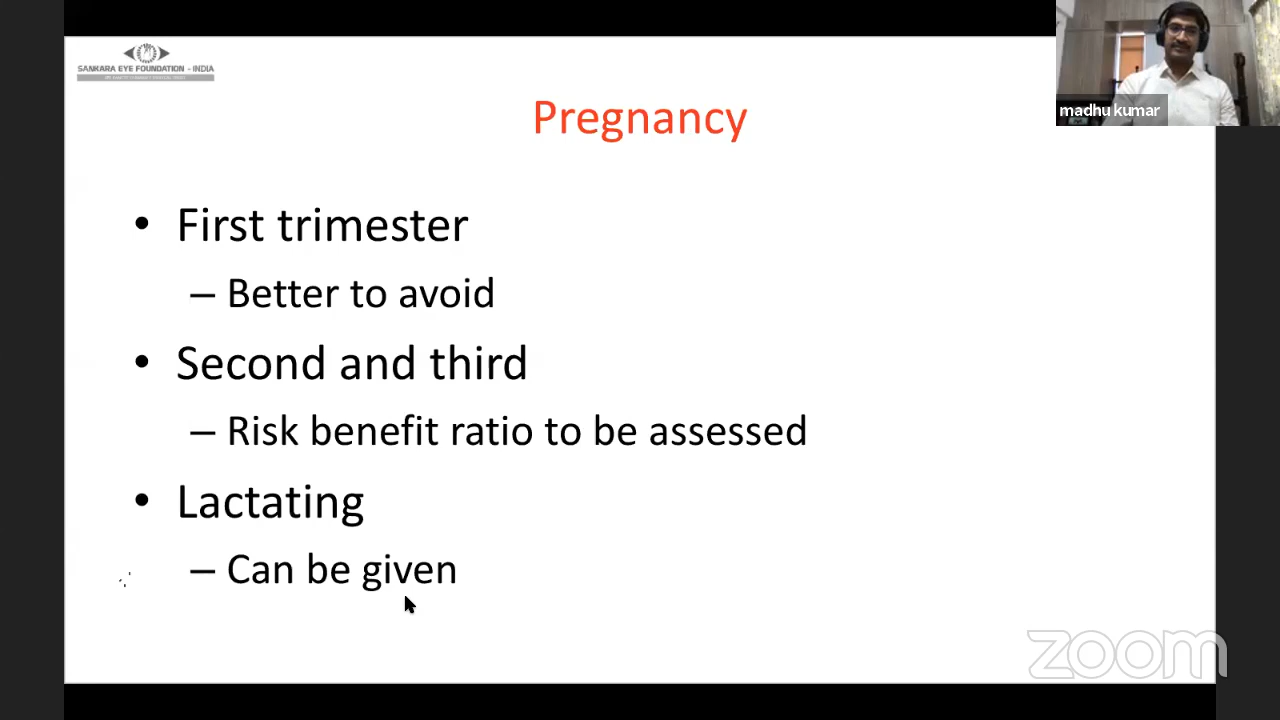 SANKARA EYE FOUNDATION - INDIA
madhu kumar
Pregnancy
• First trimester
– Better to avoid
• Second and third
– Risk benefit ratio to be assessed
• Lactating
– Can be given
zoom